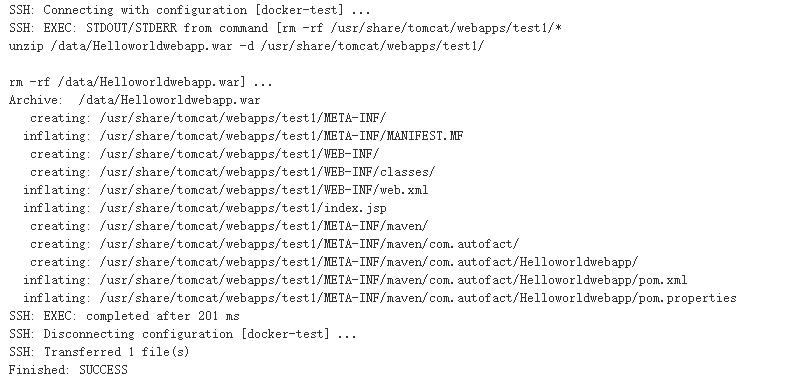 SSH: Connecting with configuration [docker-test] ...
SSH: EXEC: STDOUT/STDERR from command [rm -rf /usr/share/tomcat/webapps/test1/*
unzip /data/Helloworldwebapp.war -d /usr/share/tomcat/webapps/test1/
rm -rf /data/Helloworldwebapp.war] ...
Archive:  /data/Helloworldwebapp.war
   creating: /usr/share/tomcat/webapps/test1/META-INF/
  inflating: /usr/share/tomcat/webapps/test1/META-INF/MANIFEST.MF
   creating: /usr/share/tomcat/webapps/test1/WEB-INF/
   creating: /usr/share/tomcat/webapps/test1/WEB-INF/classes/
  inflating: /usr/share/tomcat/webapps/test1/WEB-INF/web.xml
  inflating: /usr/share/tomcat/webapps/test1/index.jsp
   creating: /usr/share/tomcat/webapps/test1/META-INF/maven/
   creating: /usr/share/tomcat/webapps/test1/META-INF/maven/com.autofact/
   creating: /usr/share/tomcat/webapps/test1/META-INF/maven/com.autofact/Helloworldwebapp/
  inflating: /usr/share/tomcat/webapps/test1/META-INF/maven/com.autofact/Helloworldwebapp/pom.xml
  inflating: /usr/share/tomcat/webapps/test1/META-INF/maven/com.autofact/Helloworldwebapp/pom.properties
SSH: EXEC: completed after 201 ms
SSH: Disconnecting configuration [docker-test] ...
SSH: Transferred 1 file(s)
Finished: SUCCESS